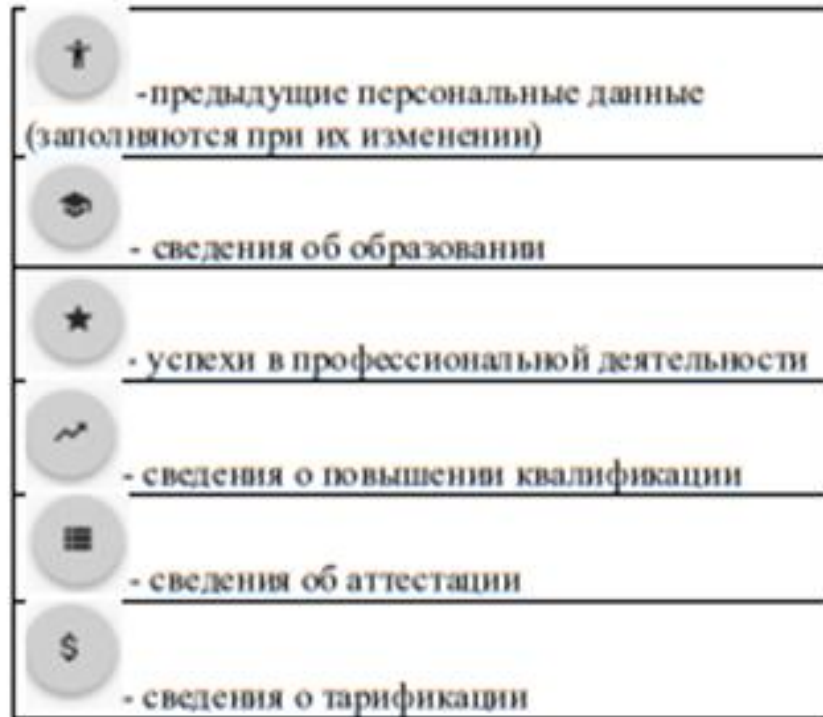 -предыдущие персональные данные
(заполняются при их изменении)
- сведения об образовании
- успехи в профессиональной деятельности
- сведения о повышении квалификации
- сведения об аттестации
$
- сведения о тарификации